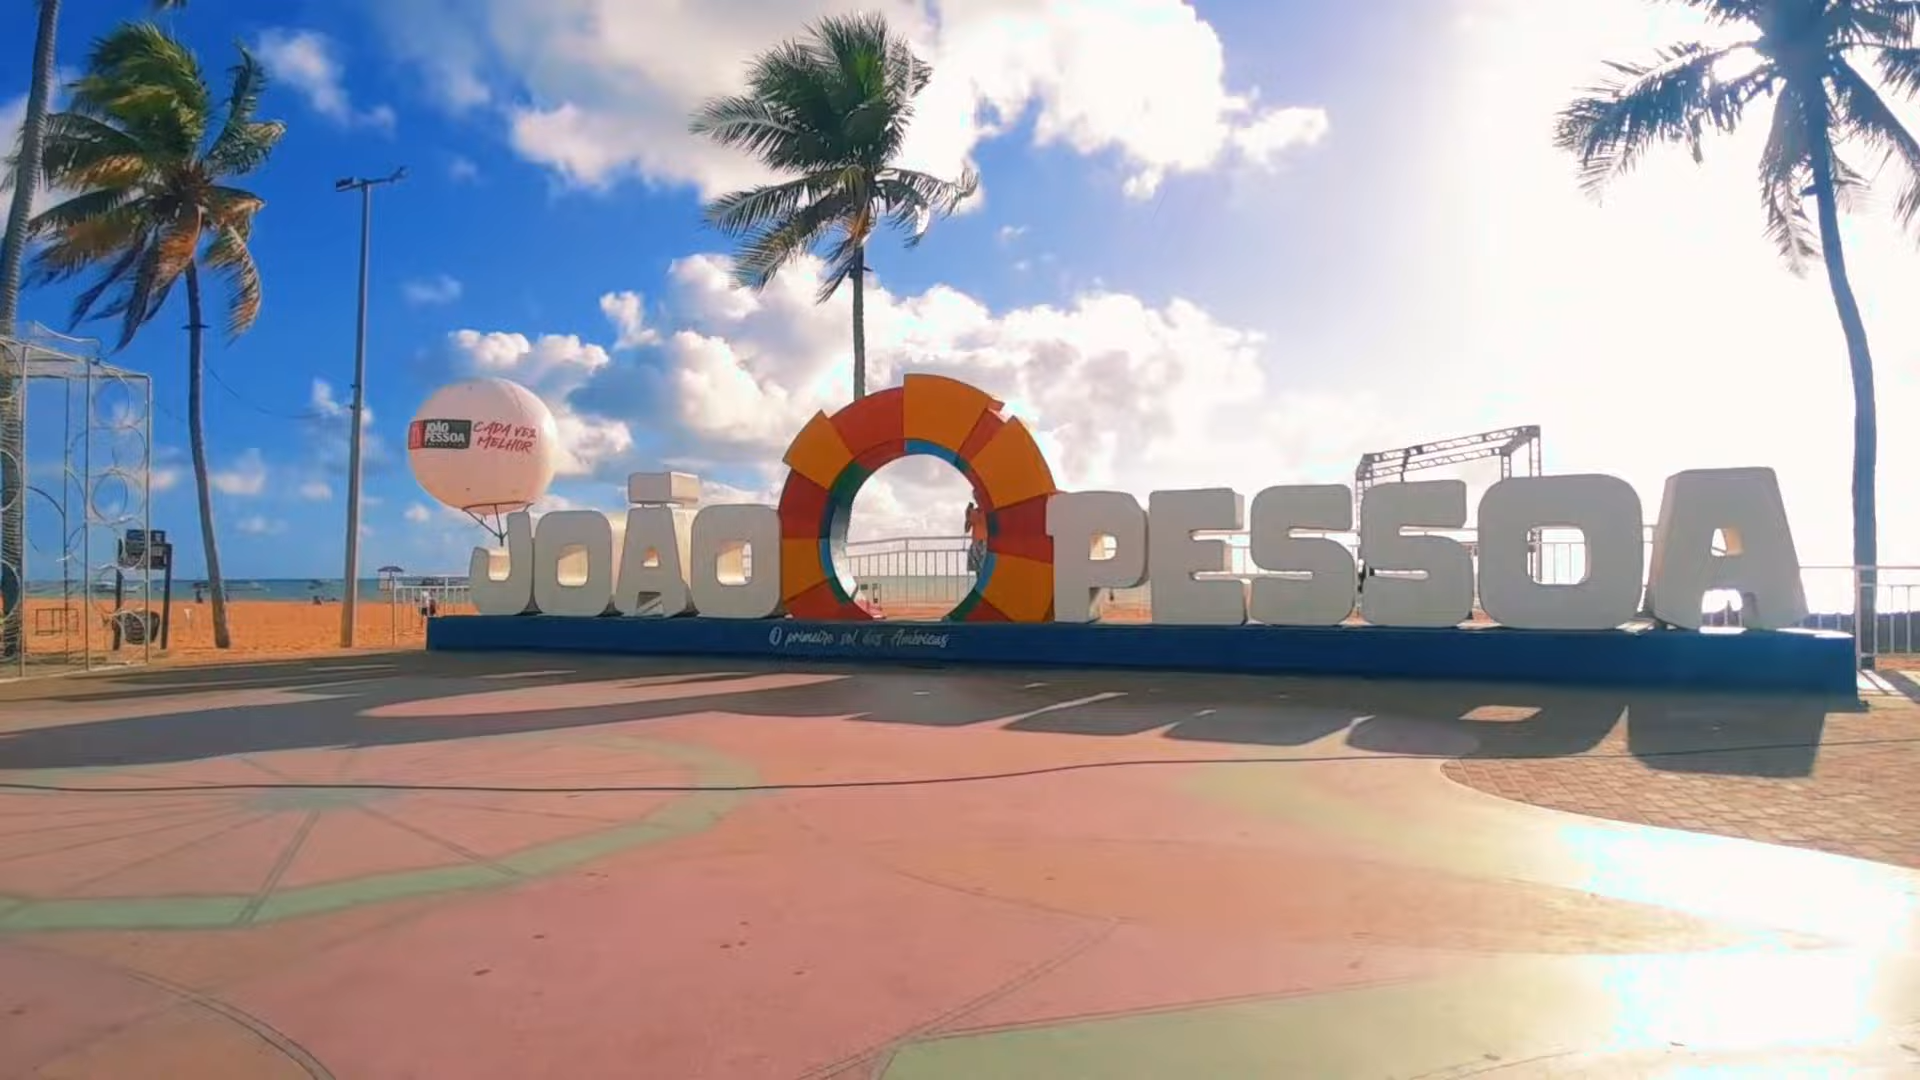 JOÃO
PESSOA
CADA VEZ
MELHOR
JOÃO PESSOA
O primeiro sol das Américas